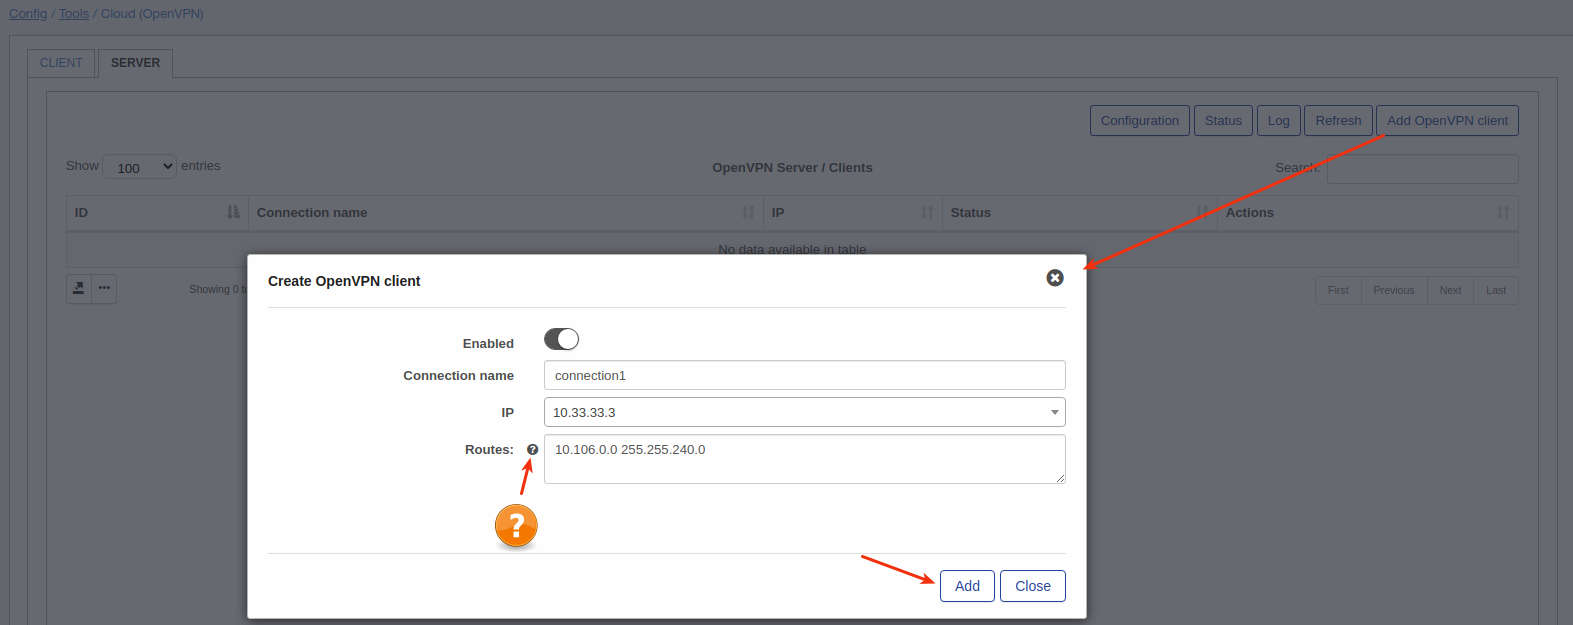 Config / Tools / Cloud (OpenVPN)
CLIENT SERVER
Configuration Status Log Refresh Add OpenVPN client
Show 100 entries OpenVPN Server / Clients Search:
ID Connection name IP Status Actions
No data available in table
Showing 0 First Previous Next Last
Create OpenVPN client
Enabled
Connection name connection1
IP 10.33.33.3
Routes: ? 10.106.0.0 255.255.240.0
?
Add Close